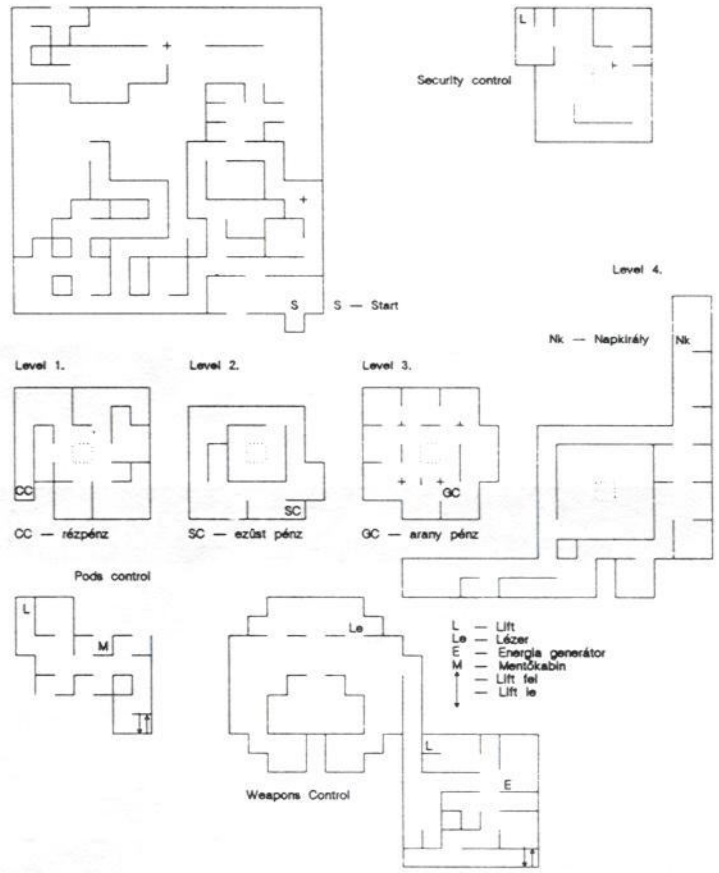 L
Security control
Level 4.
S
S — Start
Nk — Napkirály
Nk
Level 1.
Level 2.
Level 3.
CC
SC
GC
CC — rézpénz
SC — ezüst pénz
GC — arany pénz
Pods control
L
M
Le
L — Lift
Le — Lézer
E — Energia generátor
M — Mentőkabin
— Lift fel
— Lift le
L
E
Weapons Control